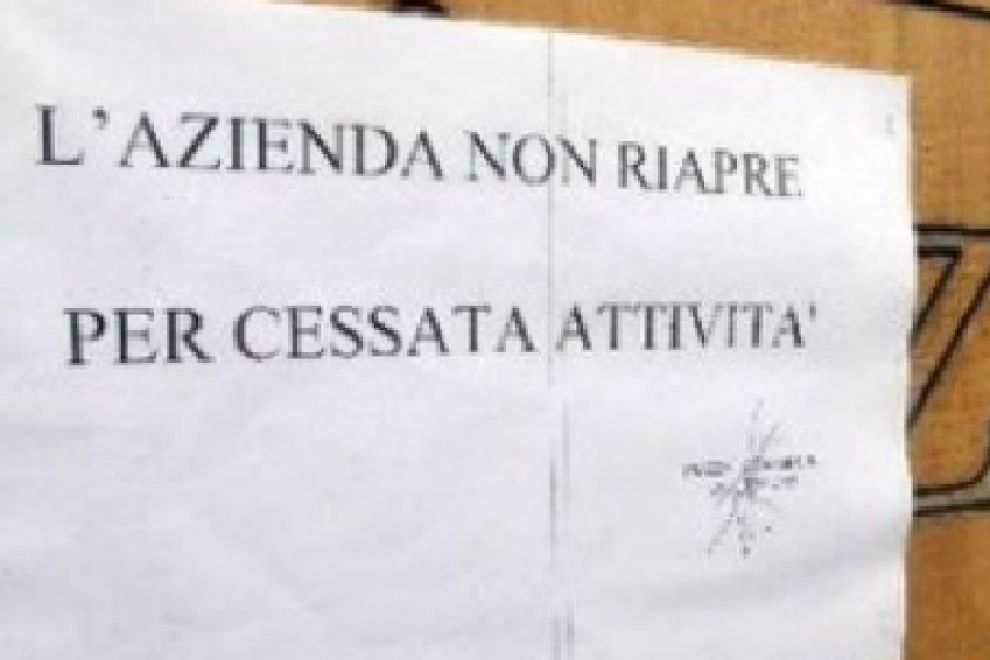 L'AZIENDA NON RIAPRE
PER CESSATA ATTIVITA'